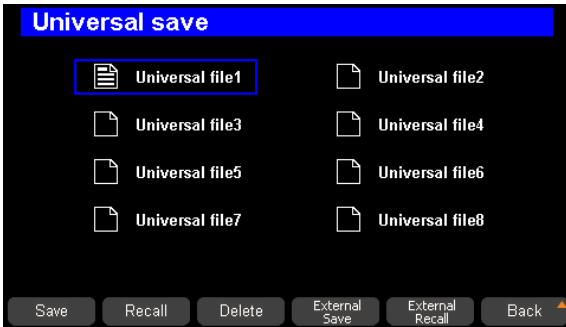 Universal save
Universal file1 Universal file2
Universal file3 Universal file4
Universal file5 Universal file6
Universal file7 Universal file8
Save Recall Delete External Save External Recall Back